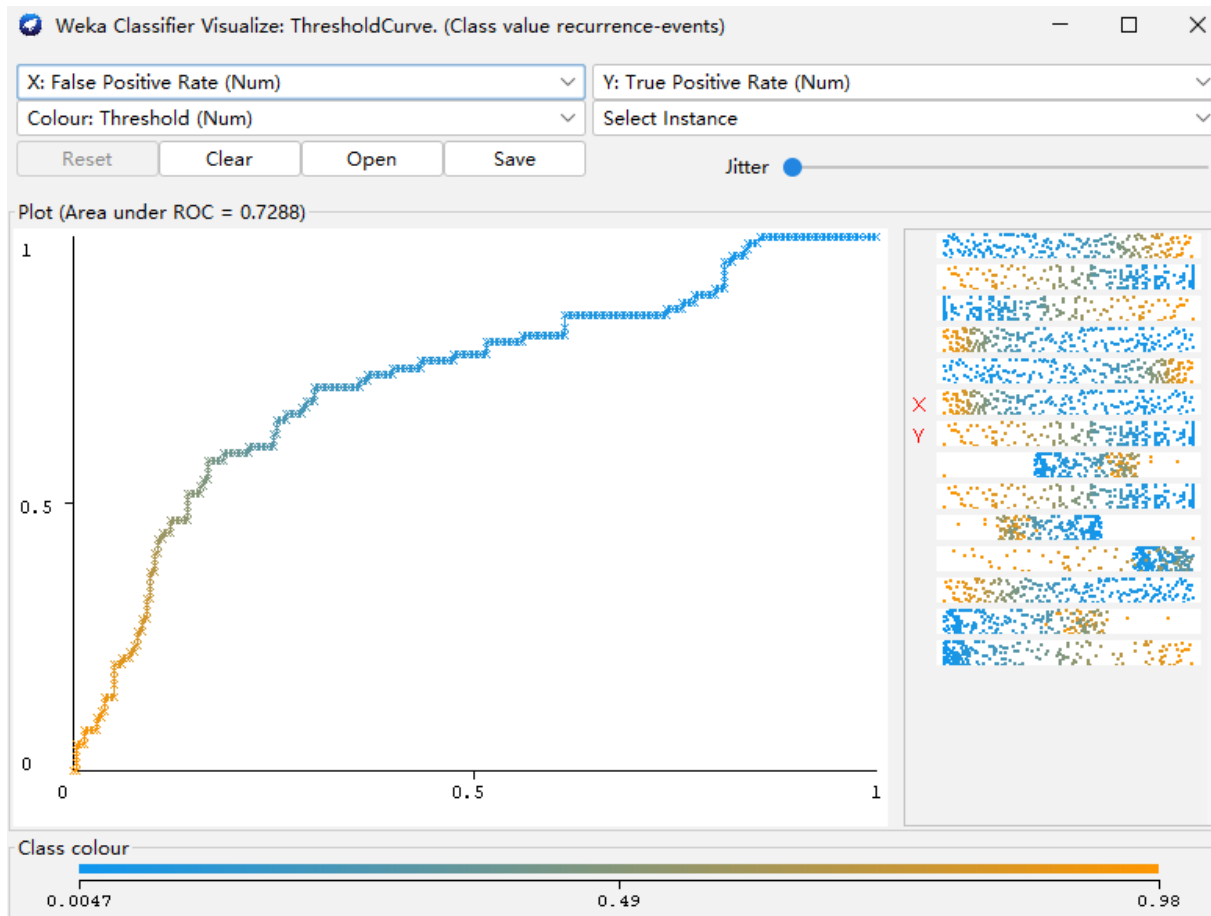 Weka Classifier Visualize: ThresholdCurve. (Class value recurrence-events)
X: False Positive Rate (Num)
Y: True Positive Rate (Num)
Colour: Threshold (Num)
Select Instance
Reset
Clear
Open
Save
Jitter
Plot (Area under ROC = 0.7288)
1
0.5
0
0
0.5
1
X
Y
Class colour
0.0047
0.49
0.98